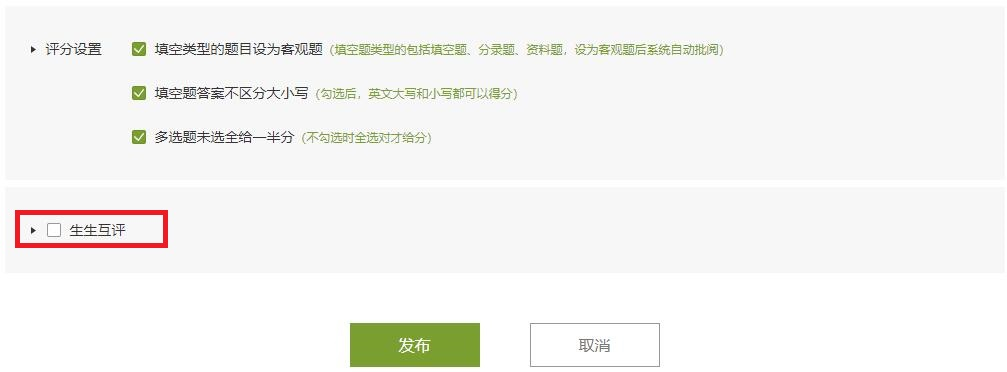 评分设置 填空类型的题目设为客观题（填空题类型的包括填空题、分录题、资料题，设为客观题后系统自动批阅）
填空题答案不区分大小写（勾选后，英文大写和小写都可以得分）
多选题未选全给一半分（不勾选时全选对才给分）
生生互评
发布 取消